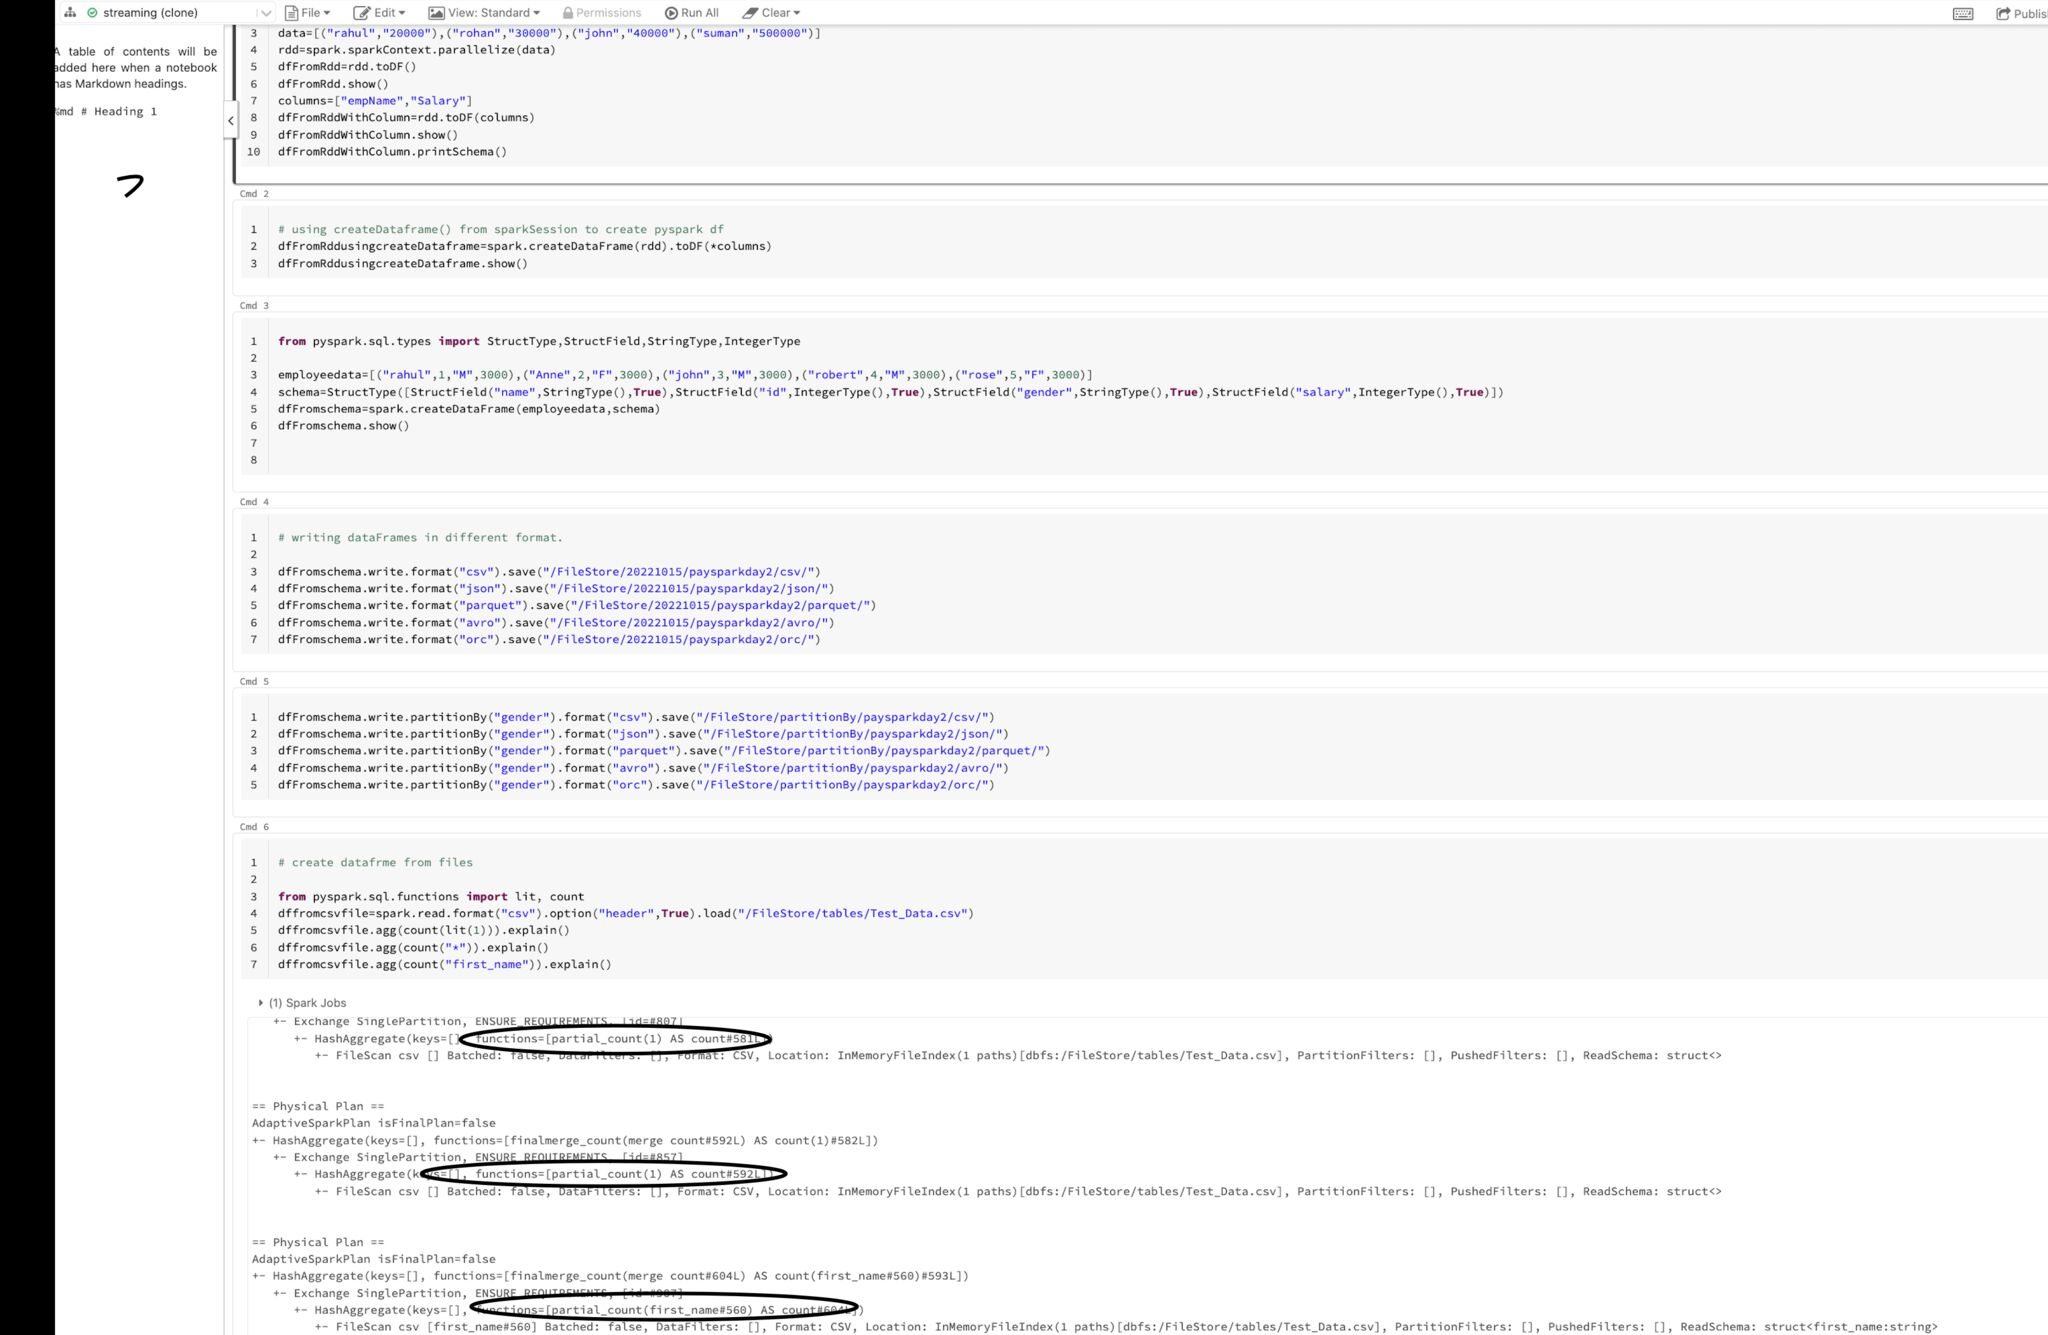 streaming (clone) File Edit View: Standard Permissions Run All Clear Publis
A table of contents will be
added here when a notebook
has Markdown headings.
%md # Heading 1
3 data=[("rahul","20000"),("rohan","30000"),("john","40000"),("suman","500000")]
4 rdd=spark.sparkContext.parallelize(data)
5 dfFromRdd=rdd.toDF()
6 dfFromRdd.show()
7 columns=["empName","Salary"]
8 dfFromRddWithColumn=rdd.toDF(columns)
9 dfFromRddWithColumn.show()
10 dfFromRddWithColumn.printSchema()
Cmd 2
1 # using createDataframe() from sparkSession to create pyspark df
2 dfFromRddusingcreateDataframe=spark.createDataFrame(rdd).toDF(*columns)
3 dfFromRddusingcreateDataframe.show()
Cmd 3
1 from pyspark.sql.types import StructType,StructField,StringType,IntegerType
2
3 employeedata=[("rahul",1,"M",3000),("Anne",2,"F",3000),("john",3,"M",3000),("robert",4,"M",3000),("rose",5,"F",3000)]
4 schema=StructType([StructField("name",StringType(),True),StructField("id",IntegerType(),True),StructField("gender",StringType(),True),StructField("salary",IntegerType(),True)])
5 dfFromschema=spark.createDataFrame(employeedata,schema)
6 dfFromschema.show()
7
8
Cmd 4
1 # writing dataFrames in different format.
2
3 dfFromschema.write.format("csv").save("/FileStore/20221015/paysparkday2/csv/")
4 dfFromschema.write.format("json").save("/FileStore/20221015/paysparkday2/json/")
5 dfFromschema.write.format("parquet").save("/FileStore/20221015/paysparkday2/parquet/")
6 dfFromschema.write.format("avro").save("/FileStore/20221015/paysparkday2/avro/")
7 dfFromschema.write.format("orc").save("/FileStore/20221015/paysparkday2/orc/")
Cmd 5
1 dfFromschema.write.partitionBy("gender").format("csv").save("/FileStore/partitionBy/paysparkday2/csv/")
2 dfFromschema.write.partitionBy("gender").format("json").save("/FileStore/partitionBy/paysparkday2/json/")
3 dfFromschema.write.partitionBy("gender").format("parquet").save("/FileStore/partitionBy/paysparkday2/parquet/")
4 dfFromschema.write.partitionBy("gender").format("avro").save("/FileStore/partitionBy/paysparkday2/avro/")
5 dfFromschema.write.partitionBy("gender").format("orc").save("/FileStore/partitionBy/paysparkday2/orc/")
Cmd 6
1 # create datafrme from files
2
3 from pyspark.sql.functions import lit, count
4 dffromcsvfile=spark.read.format("csv").option("header",True).load("/FileStore/tables/Test_Data.csv")
5 dffromcsvfile.agg(count(lit(1))).explain()
6 dffromcsvfile.agg(count("*")).explain()
7 dffromcsvfile.agg(count("first_name")).explain()
(1) Spark Jobs
+- Exchange SinglePartition, ENSURE_REQUIREMENTS, [id=#807]
+- HashAggregate(keys=[], functions=[partial_count(1) AS count#581L])
+- FileScan csv [] Batched: false, DataFilters: [], Format: CSV, Location: InMemoryFileIndex(1 paths)[dbfs:/FileStore/tables/Test_Data.csv], PartitionFilters: [], PushedFilters: [], ReadSchema: struct<>
== Physical Plan ==
AdaptiveSparkPlan isFinalPlan=false
+- HashAggregate(keys=[], functions=[finalmerge_count(merge count#592L) AS count(1)#582L])
+- Exchange SinglePartition, ENSURE_REQUIREMENTS, [id=#857]
+- HashAggregate(keys=[], functions=[partial_count(1) AS count#592L])
+- FileScan csv [] Batched: false, DataFilters: [], Format: CSV, Location: InMemoryFileIndex(1 paths)[dbfs:/FileStore/tables/Test_Data.csv], PartitionFilters: [], PushedFilters: [], ReadSchema: struct<>
== Physical Plan ==
AdaptiveSparkPlan isFinalPlan=false
+- HashAggregate(keys=[], functions=[finalmerge_count(merge count#604L) AS count(first_name#560)#593L])
+- Exchange SinglePartition, ENSURE_REQUIREMENTS, [id=#907]
+- HashAggregate(keys=[], functions=[partial_count(first_name#560) AS count#604L])
+- FileScan csv [first_name#560] Batched: false, DataFilters: [], Format: CSV, Location: InMemoryFileIndex(1 paths)[dbfs:/FileStore/tables/Test_Data.csv], PartitionFilters: [], PushedFilters: [], ReadSchema: struct<first_name:string>